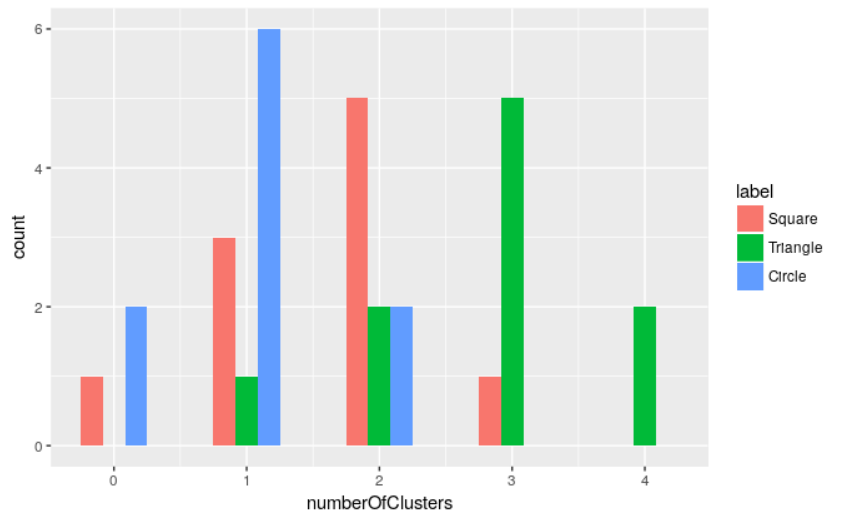 6
4
2
0
count
0 1 2 3 4
numberOfClusters
label
Square
Triangle
Circle